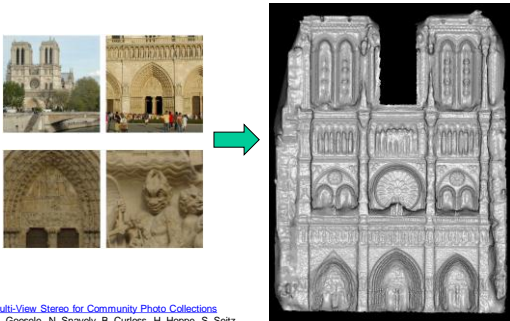 ulti-View Stereo for Community Photo Collections
Goesele, N. Snavely, B. Curless, H. Hoppe, S. Seitz